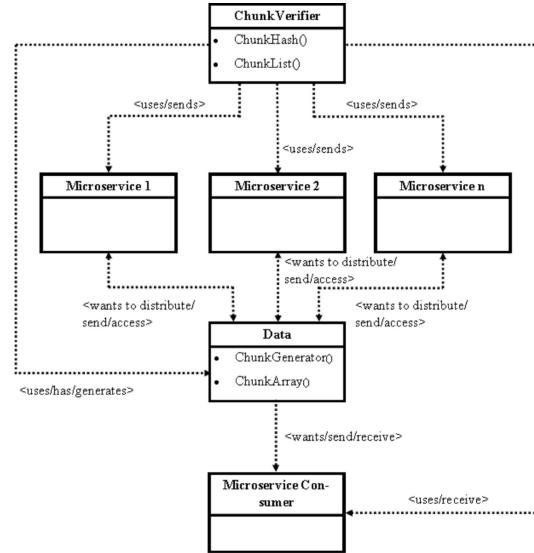 ChunkVerifier
• ChunkHash()
• ChunkList()
<uses/sends>
<uses/sends>
<uses/sends>
Microservice 1
Microservice 2
Microservice n
<wants to distribute/
send/access>
<wants to distribute/
send/access>
<wants to distribute/
send/access>
Data
• ChunkGenerator()
• ChunkArray()
<uses/has/generates>
<wants/send/receive>
Microservice Con-
sumer
<uses/receive>